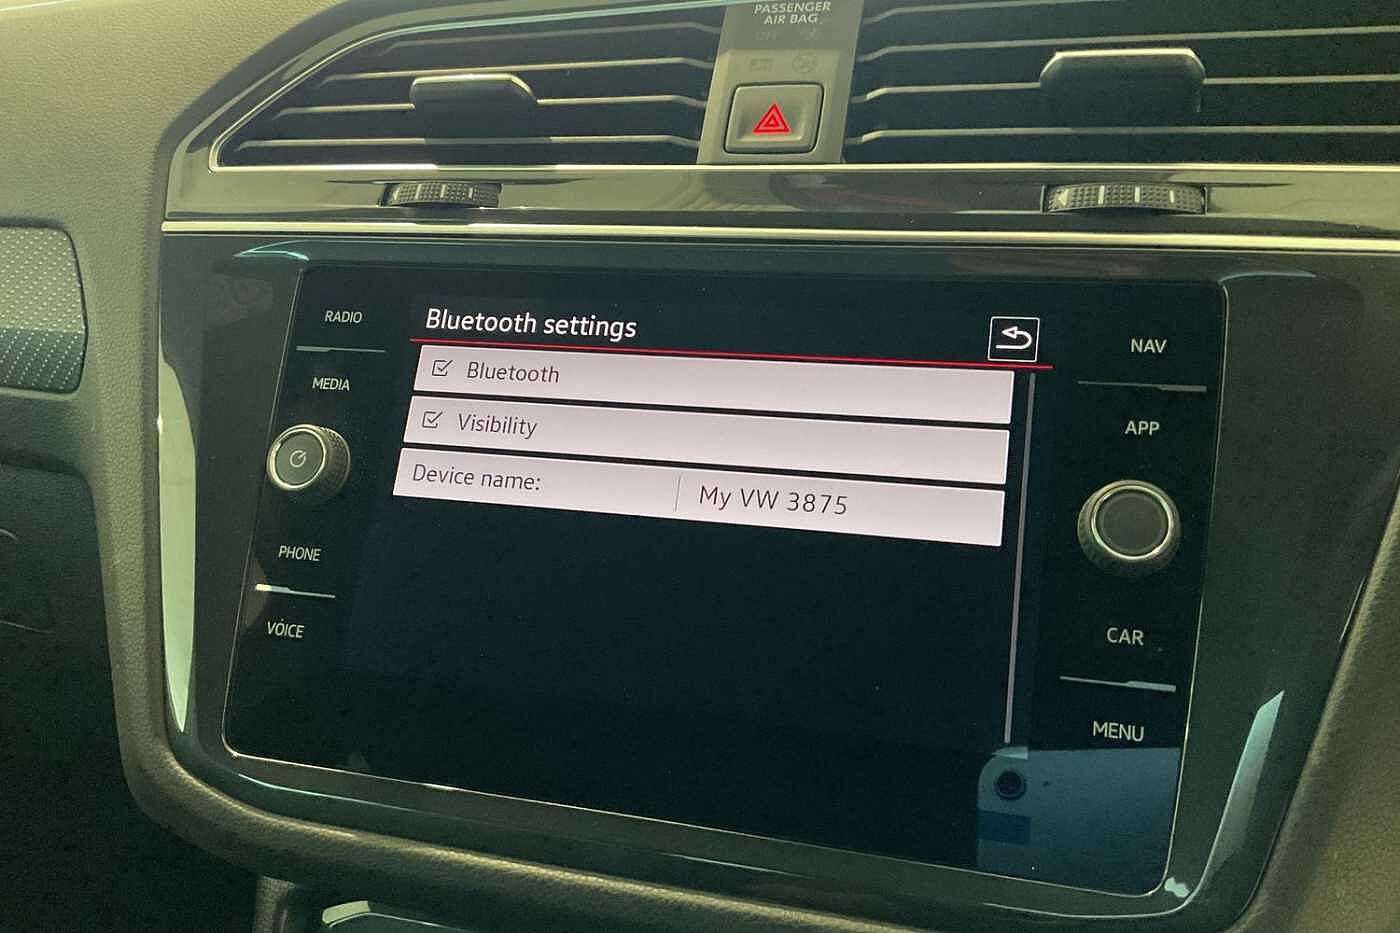 PASSENGER
AIR BAG
RADIO
MEDIA
PHONE
VOICE
Bluetooth settings
Bluetooth
Visibility
Device name: My VW 3875
NAV
APP
CAR
MENU